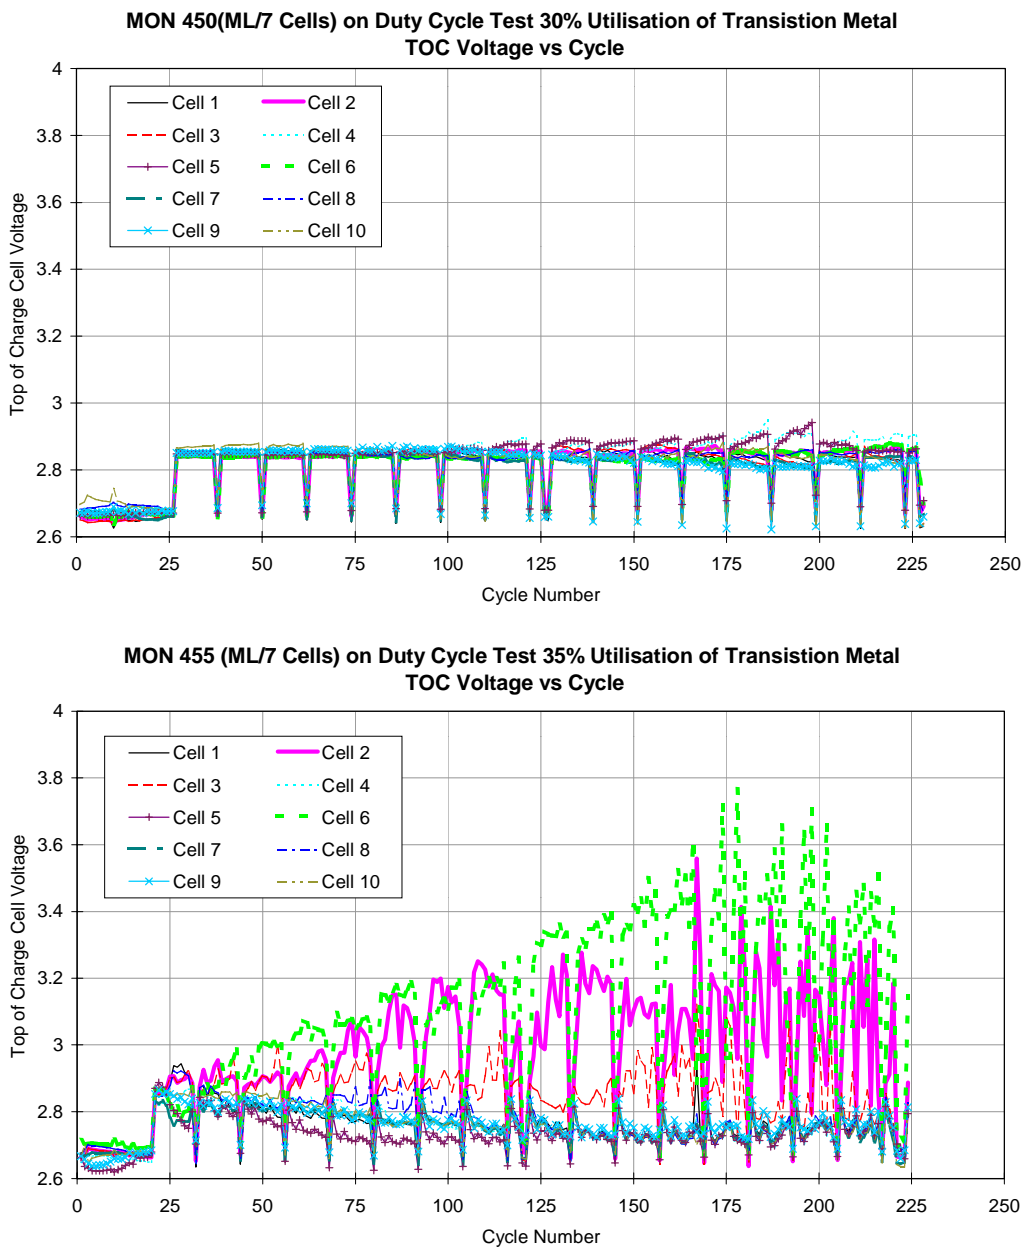 MON 450(ML/7 Cells) on Duty Cycle Test 30% Utilisation of Transistion Metal
TOC Voltage vs Cycle
Top of Charge Cell Voltage
4
3.8
3.6
3.4
3.2
3
2.8
2.6
Cell 1 Cell 2
Cell 3 Cell 4
Cell 5 Cell 6
Cell 7 Cell 8
Cell 9 Cell 10
0 25 50 75 100 125 150 175 200 225 250
Cycle Number
MON 455 (ML/7 Cells) on Duty Cycle Test 35% Utilisation of Transistion Metal
TOC Voltage vs Cycle
Top of Charge Cell Voltage
4
3.8
3.6
3.4
3.2
3
2.8
2.6
Cell 1 Cell 2
Cell 3 Cell 4
Cell 5 Cell 6
Cell 7 Cell 8
Cell 9 Cell 10
0 25 50 75 100 125 150 175 200 225 250
Cycle Number